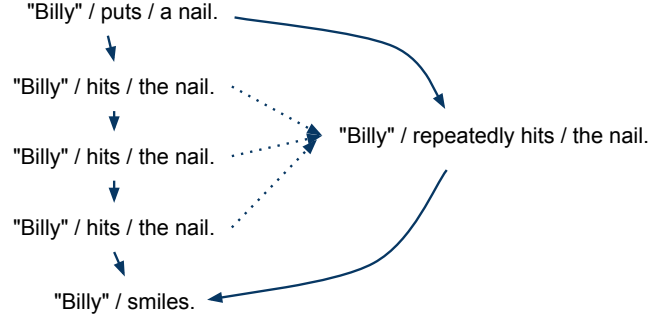 "Billy" / puts / a nail.
"Billy" / hits / the nail.
"Billy" / hits / the nail.
"Billy" / hits / the nail.
"Billy" / smiles.
"Billy" / repeatedly hits / the nail.